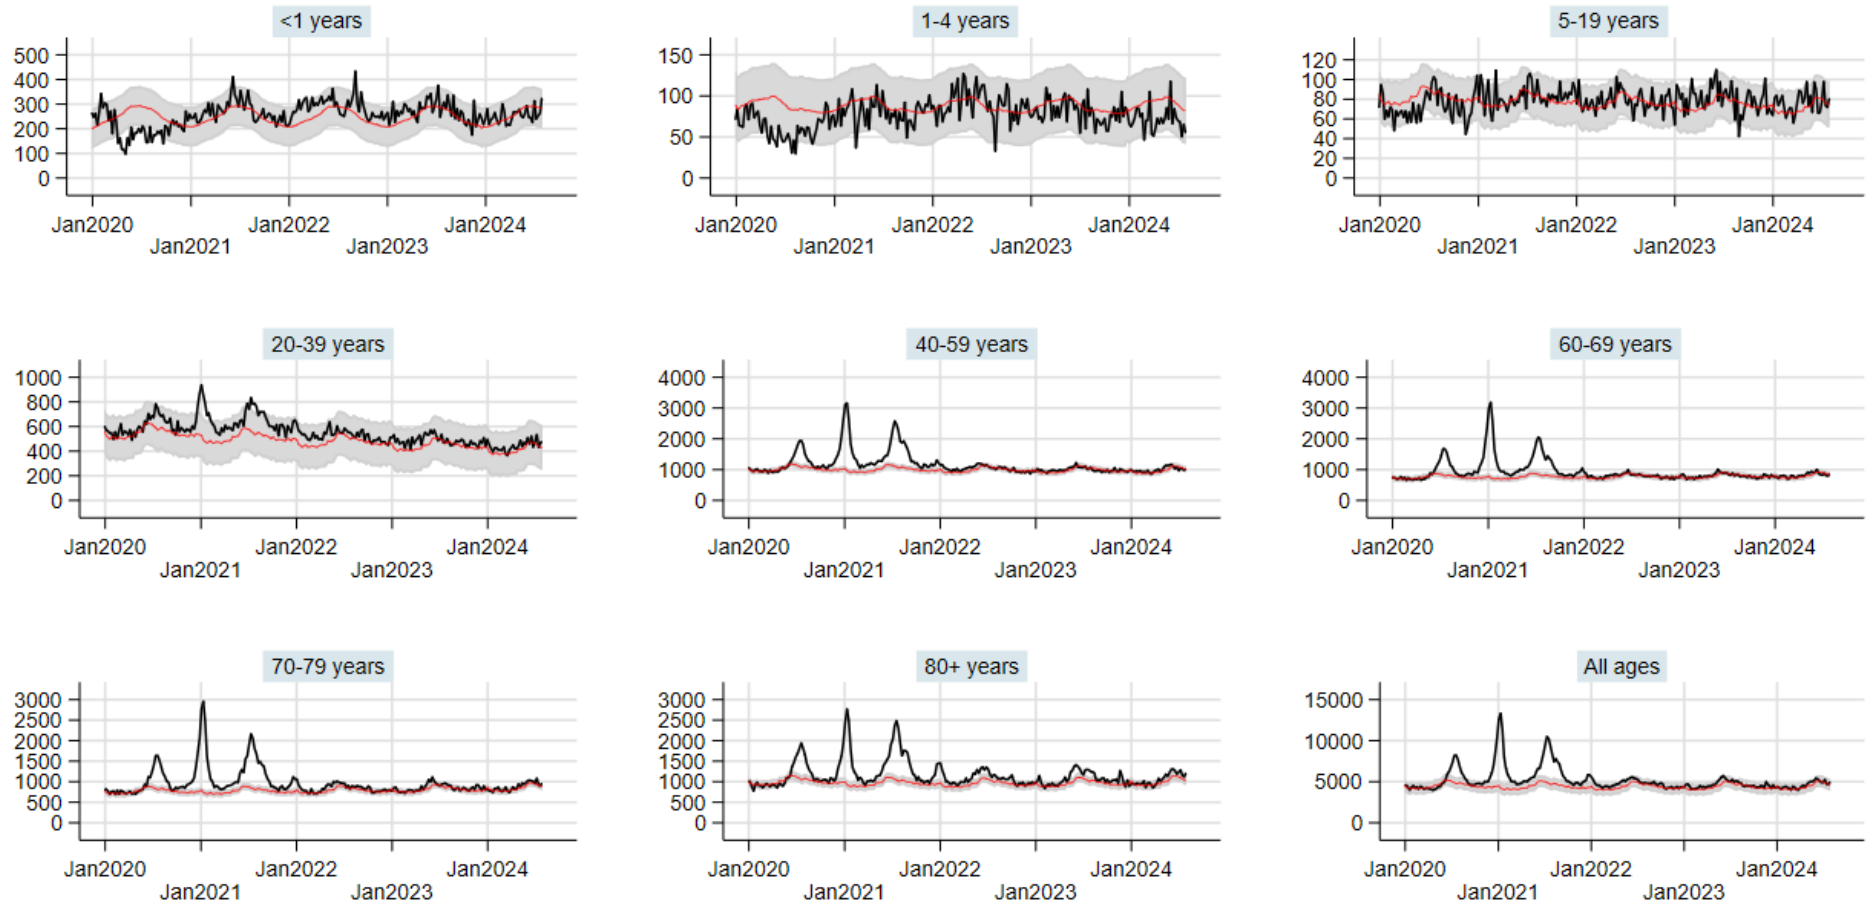 <1 years
500
400
300
200
100
0
Jan2020
Jan2022
Jan2024
Jan2021
Jan2023
1-4 years
150
100
50
0
Jan2020
Jan2022
Jan2024
Jan2021
Jan2023
5-19 years
120
100
80
60
40
20
0
Jan2020
Jan2022
Jan2024
Jan2021
Jan2023
20-39 years
1000
800
600
400
200
0
Jan2020
Jan2022
Jan2024
Jan2021
Jan2023
40-59 years
4000
3000
2000
1000
0
Jan2020
Jan2022
Jan2024
Jan2021
Jan2023
60-69 years
4000
3000
2000
1000
0
Jan2020
Jan2022
Jan2024
Jan2021
Jan2023
70-79 years
3000
2500
2000
1500
1000
500
0
Jan2020
Jan2022
Jan2024
Jan2021
Jan2023
80+ years
3000
2500
2000
1500
1000
500
0
Jan2020
Jan2022
Jan2024
Jan2021
Jan2023
All ages
15000
10000
5000
0
Jan2020
Jan2022
Jan2024
Jan2021
Jan2023